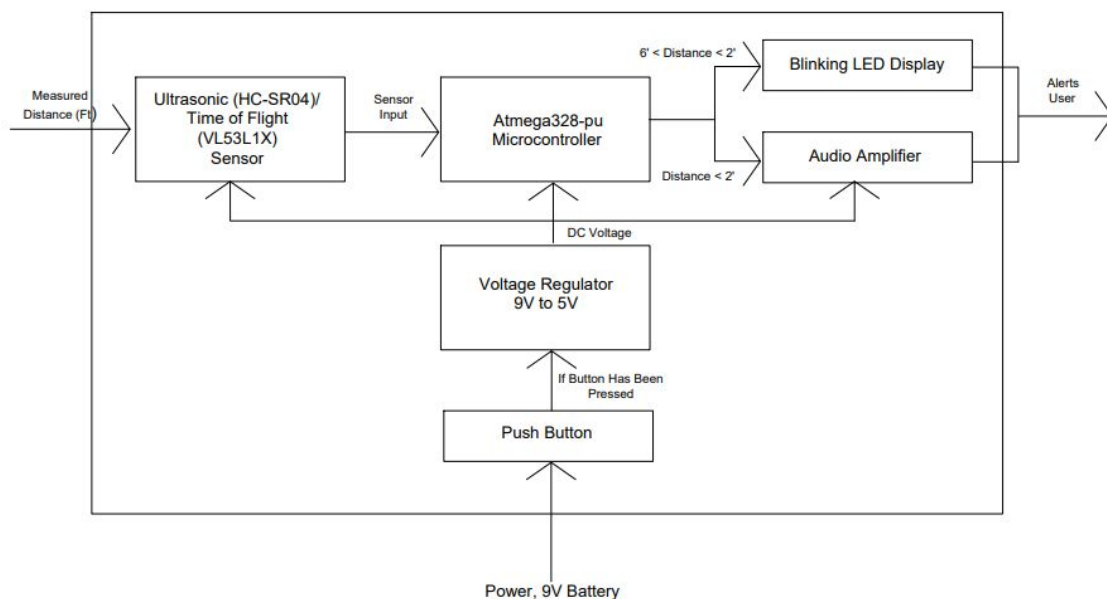 Measured
Distance (Ft)
Ultrasonic (HC-SR04)/
Time of Flight
(VL53L1X)
Sensor
Sensor
Input
Atmega328-pu
Microcontroller
6' < Distance < 2'
Blinking LED Display
Distance < 2'
Audio Amplifier
Alerts
User
DC Voltage
Voltage Regulator
9V to 5V
If Button Has Been
Pressed
Push Button
Power, 9V Battery